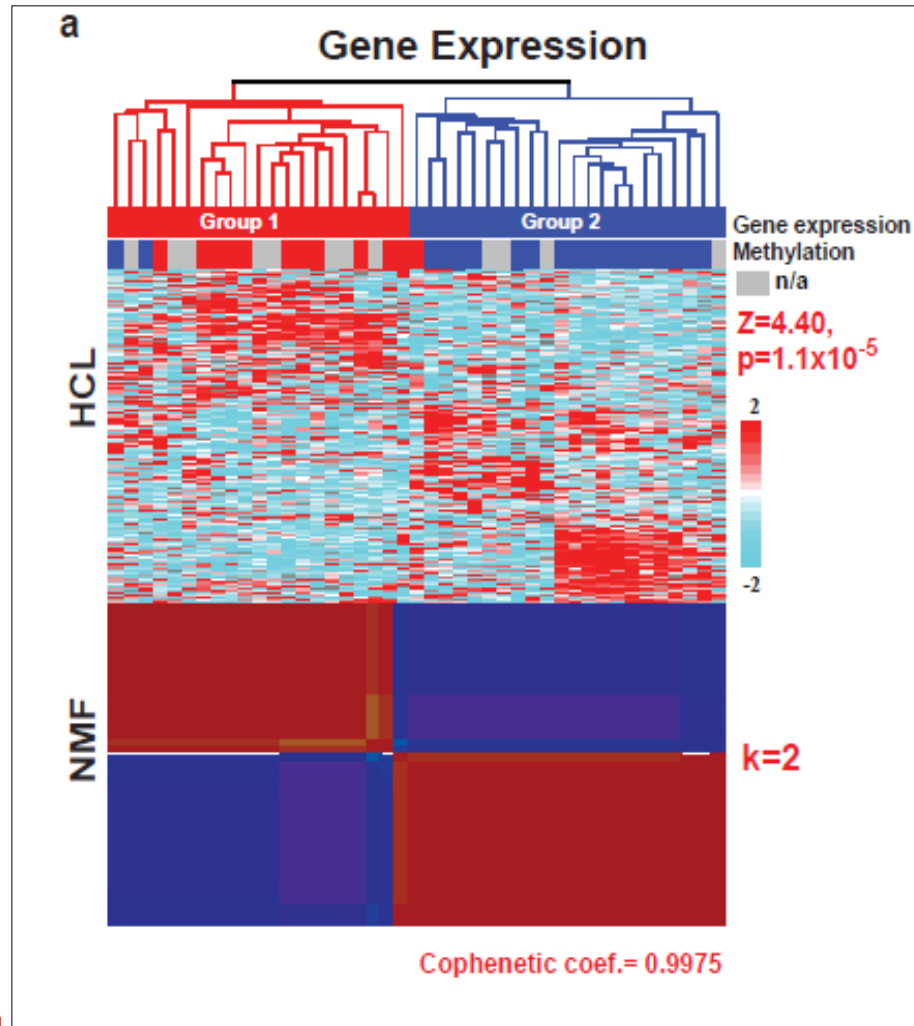 a
Gene Expression
Group 1
Group 2
Gene expression
Methylation
n/a
Z=4.40,
p=1.1x10⁻⁵
HCL
2
-2
NMF
k=2
Cophenetic coef.= 0.9975